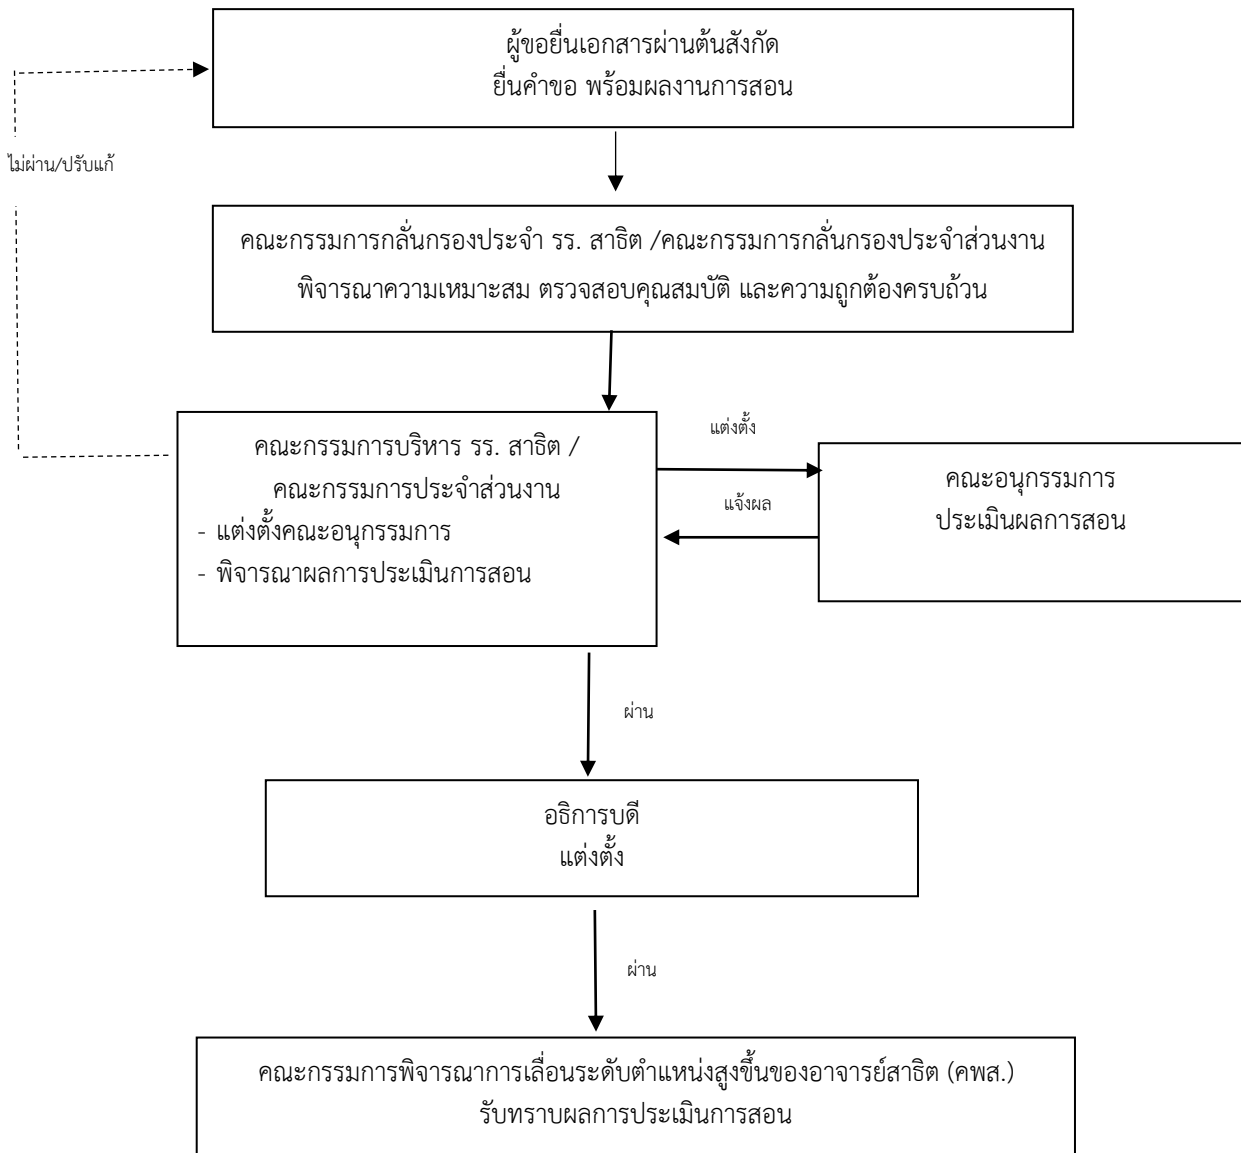 ผู้ขอยื่นเอกสารผ่านต้นสังกัด
ยื่นคำขอ พร้อมผลงานการสอน
ไม่ผ่าน/ปรับแก้
คณะกรรมการกลั่นกรองประจำ รร. สาธิต /คณะกรรมการกลั่นกรองประจำส่วนงาน
พิจารณาความเหมาะสม ตรวจสอบคุณสมบัติ และความถูกต้องครบถ้วน
คณะกรรมการบริหาร รร. สาธิต /
คณะกรรมการประจำส่วนงาน
- แต่งตั้งคณะอนุกรรมการ
- พิจารณาผลการประเมินการสอน
แต่งตั้ง
แจ้งผล
คณะอนุกรรมการ
ประเมินผลการสอน
ผ่าน
อธิการบดี
แต่งตั้ง
ผ่าน
คณะกรรมการพิจารณาการเลื่อนระดับตำแหน่งสูงขึ้นของอาจารย์สาธิต (คพส.)
รับทราบผลการประเมินการสอน